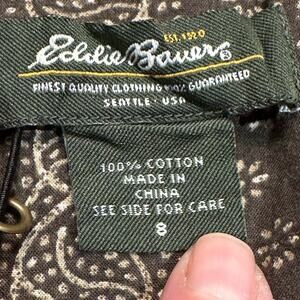 EST. 1920
Eddie Bauer®
FINEST QUALITY CLOTHING 100% GUARANTEED
SEATTLE · USA
100% COTTON
MADE IN
CHINA
SEE SIDE FOR CARE
8